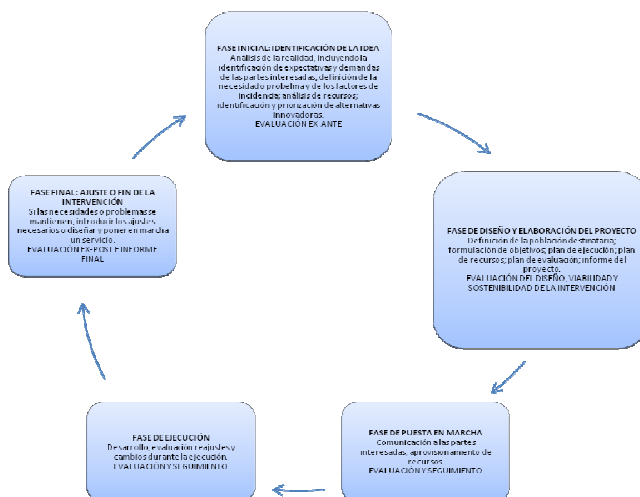 FASE INICIAL: IDENTIFICACIÓN DE LA IDEA
Análisis de la realidad, incluyendo la
identificación de expectativas y demandas
de las partes interesadas; definición de la
necesidad o problema y de los factores de
incidencia; análisis de recursos;
identificación y priorización de alternativas
innovadoras.
EVALUACIÓN EX-ANTE
FASE DE DISEÑO Y ELABORACIÓN DEL PROYECTO
Definición de la población destinataria;
formulación de objetivos; plan de ejecución; plan
de recursos; plan de evaluación; informe del
proyecto.
EVALUACIÓN DEL DISEÑO, VIABILIDAD Y
SOSTENIBILIDAD DE LA INTERVENCIÓN
FASE DE PUESTA EN MARCHA
Comunicación a las partes
interesadas, aprovisionamiento de
recursos
EVALUACIÓN Y SEGUIMIENTO
FASE DE EJECUCIÓN
Desarrollo, evaluación reajustes y
cambios durante la ejecución.
EVALUACIÓN Y SEGUIMIENTO
FASE FINAL: AJUSTE O FIN DE LA
INTERVENCIÓN
Si las necesidades o problemas se
mantienen, introducir los ajustes
necesarios o diseñar y poner en marcha
un servicio.
EVALUACIÓN EX-POST E INFORME
FINAL